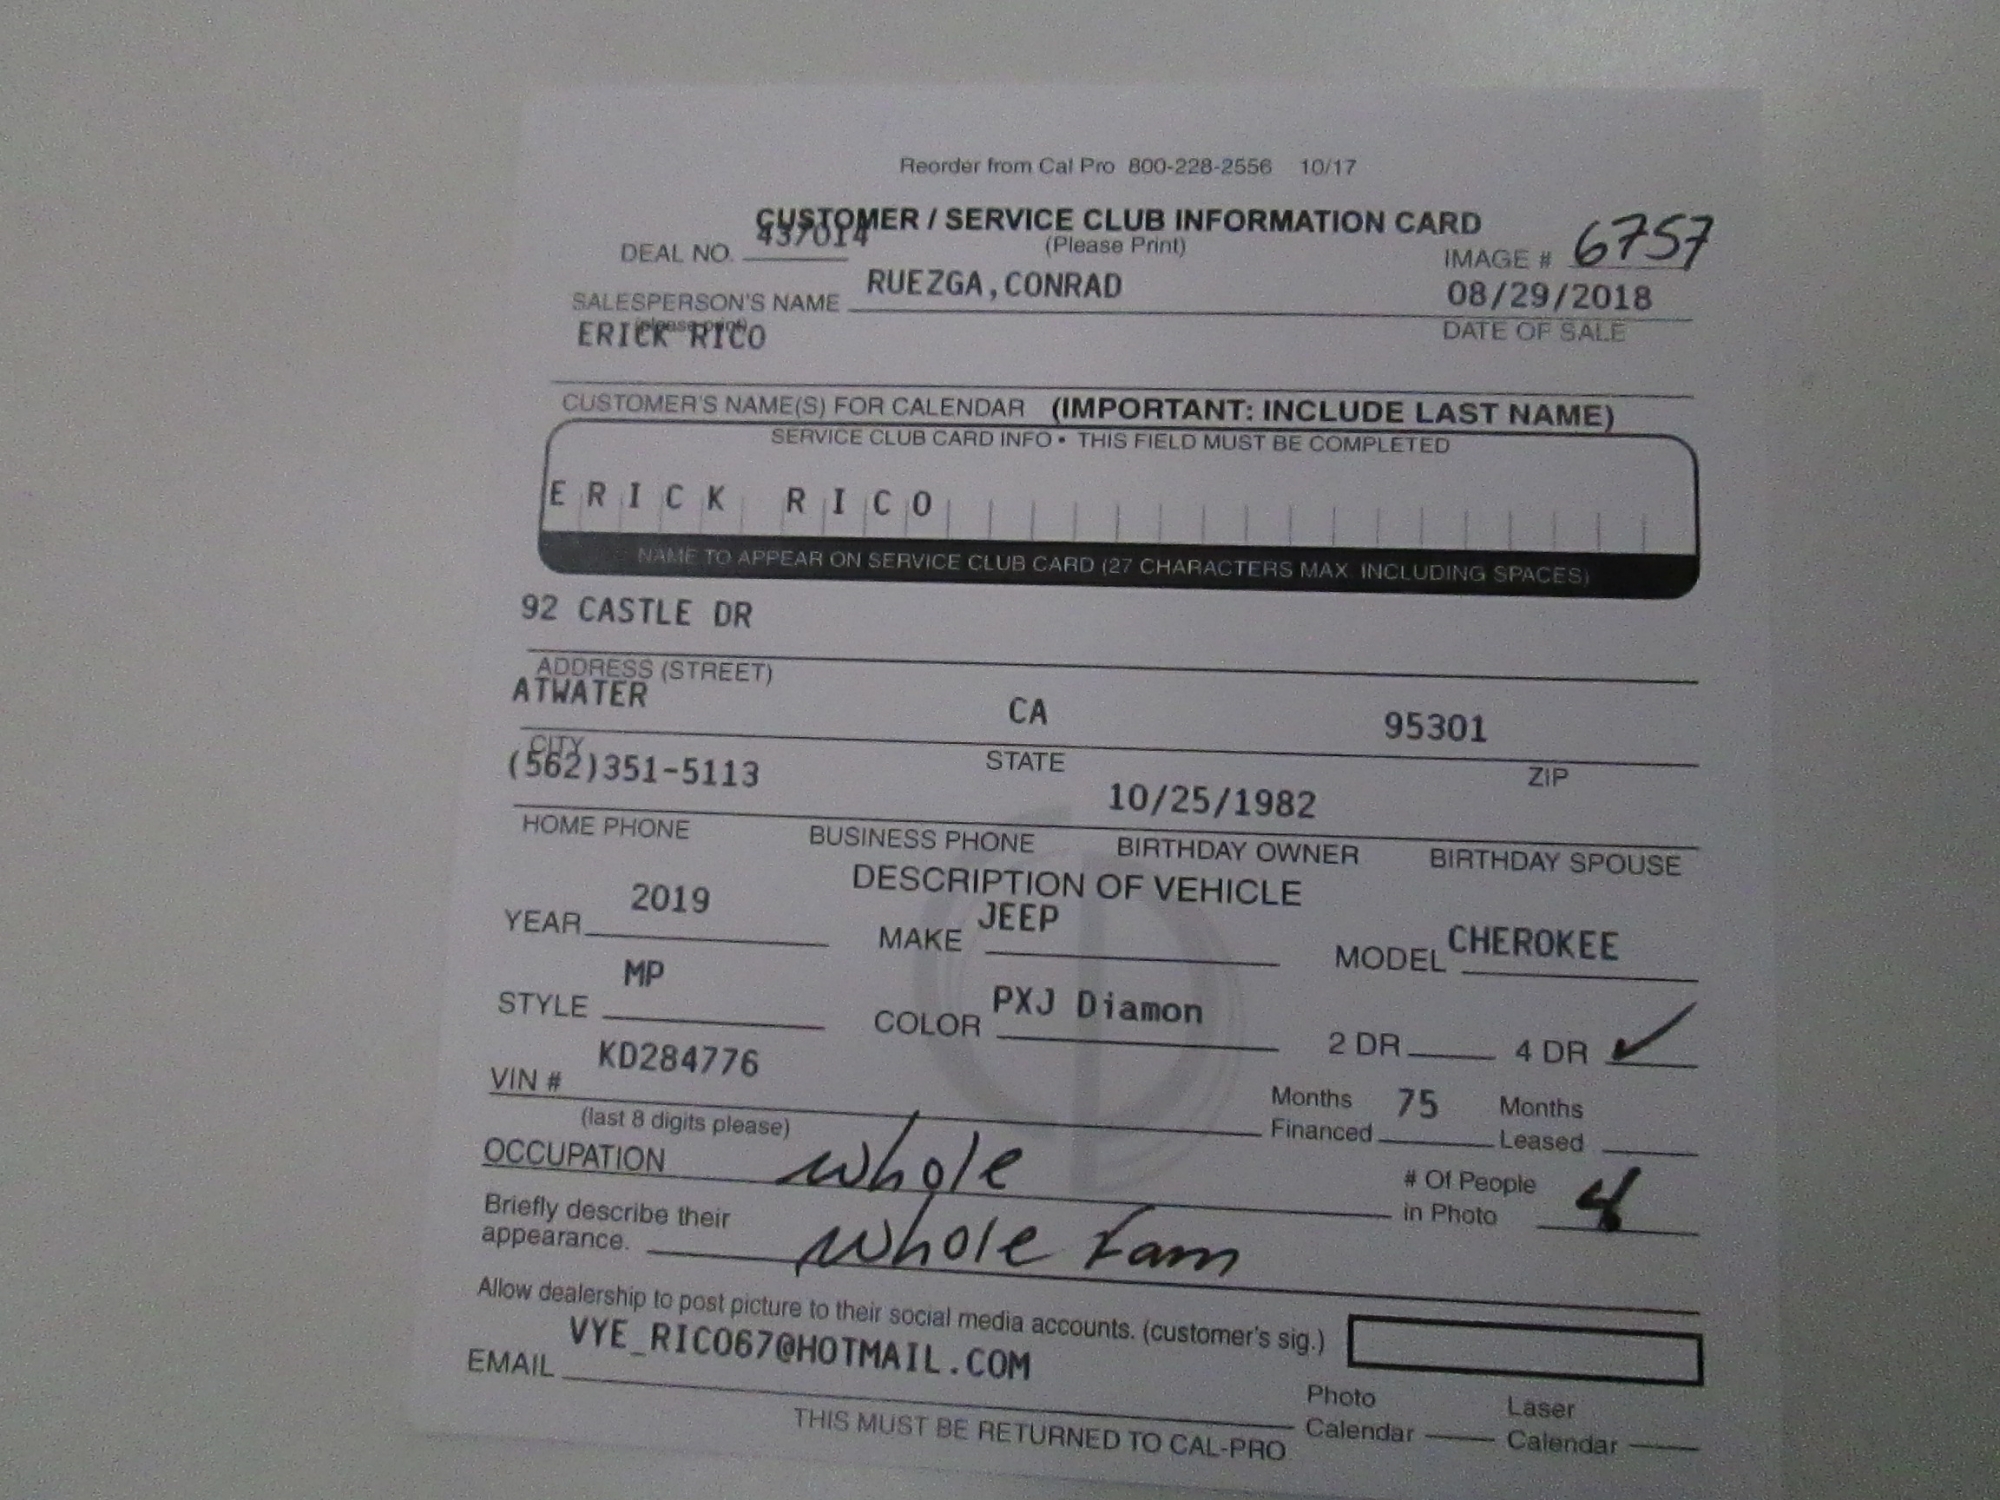 Reorder from Cal Pro 800-228-2556 10/17
CUSTOMER / SERVICE CLUB INFORMATION CARD
(Please Print)
DEAL NO. 437014
IMAGE # 6757
SALESPERSON'S NAME RUEZGA,CONRAD 08/29/2018
(please print)
DATE OF SALE
ERICK RICO
CUSTOMER'S NAME(S) FOR CALENDAR (IMPORTANT: INCLUDE LAST NAME)
SERVICE CLUB CARD INFO • THIS FIELD MUST BE COMPLETED
ERICK RICO
NAME TO APPEAR ON SERVICE CLUB CARD (27 CHARACTERS MAX. INCLUDING SPACES)
92 CASTLE DR
ADDRESS (STREET)
ATWATER CA 95301
CITY STATE ZIP
(562)351-5113 10/25/1982
HOME PHONE BUSINESS PHONE BIRTHDAY OWNER BIRTHDAY SPOUSE
DESCRIPTION OF VEHICLE
YEAR 2019 MAKE JEEP MODEL CHEROKEE
STYLE MP COLOR PXJ Diamon 2 DR 4 DR ✓
VIN # KD284776
(last 8 digits please)
Months Financed 75 Months Leased
OCCUPATION whole
# Of People in Photo 4
Briefly describe their
appearance. whole Fam
Allow dealership to post picture to their social media accounts. (customer's sig.)
EMAIL VYE_RICO67@HOTMAIL.COM
Photo Calendar Laser Calendar
THIS MUST BE RETURNED TO CAL-PRO